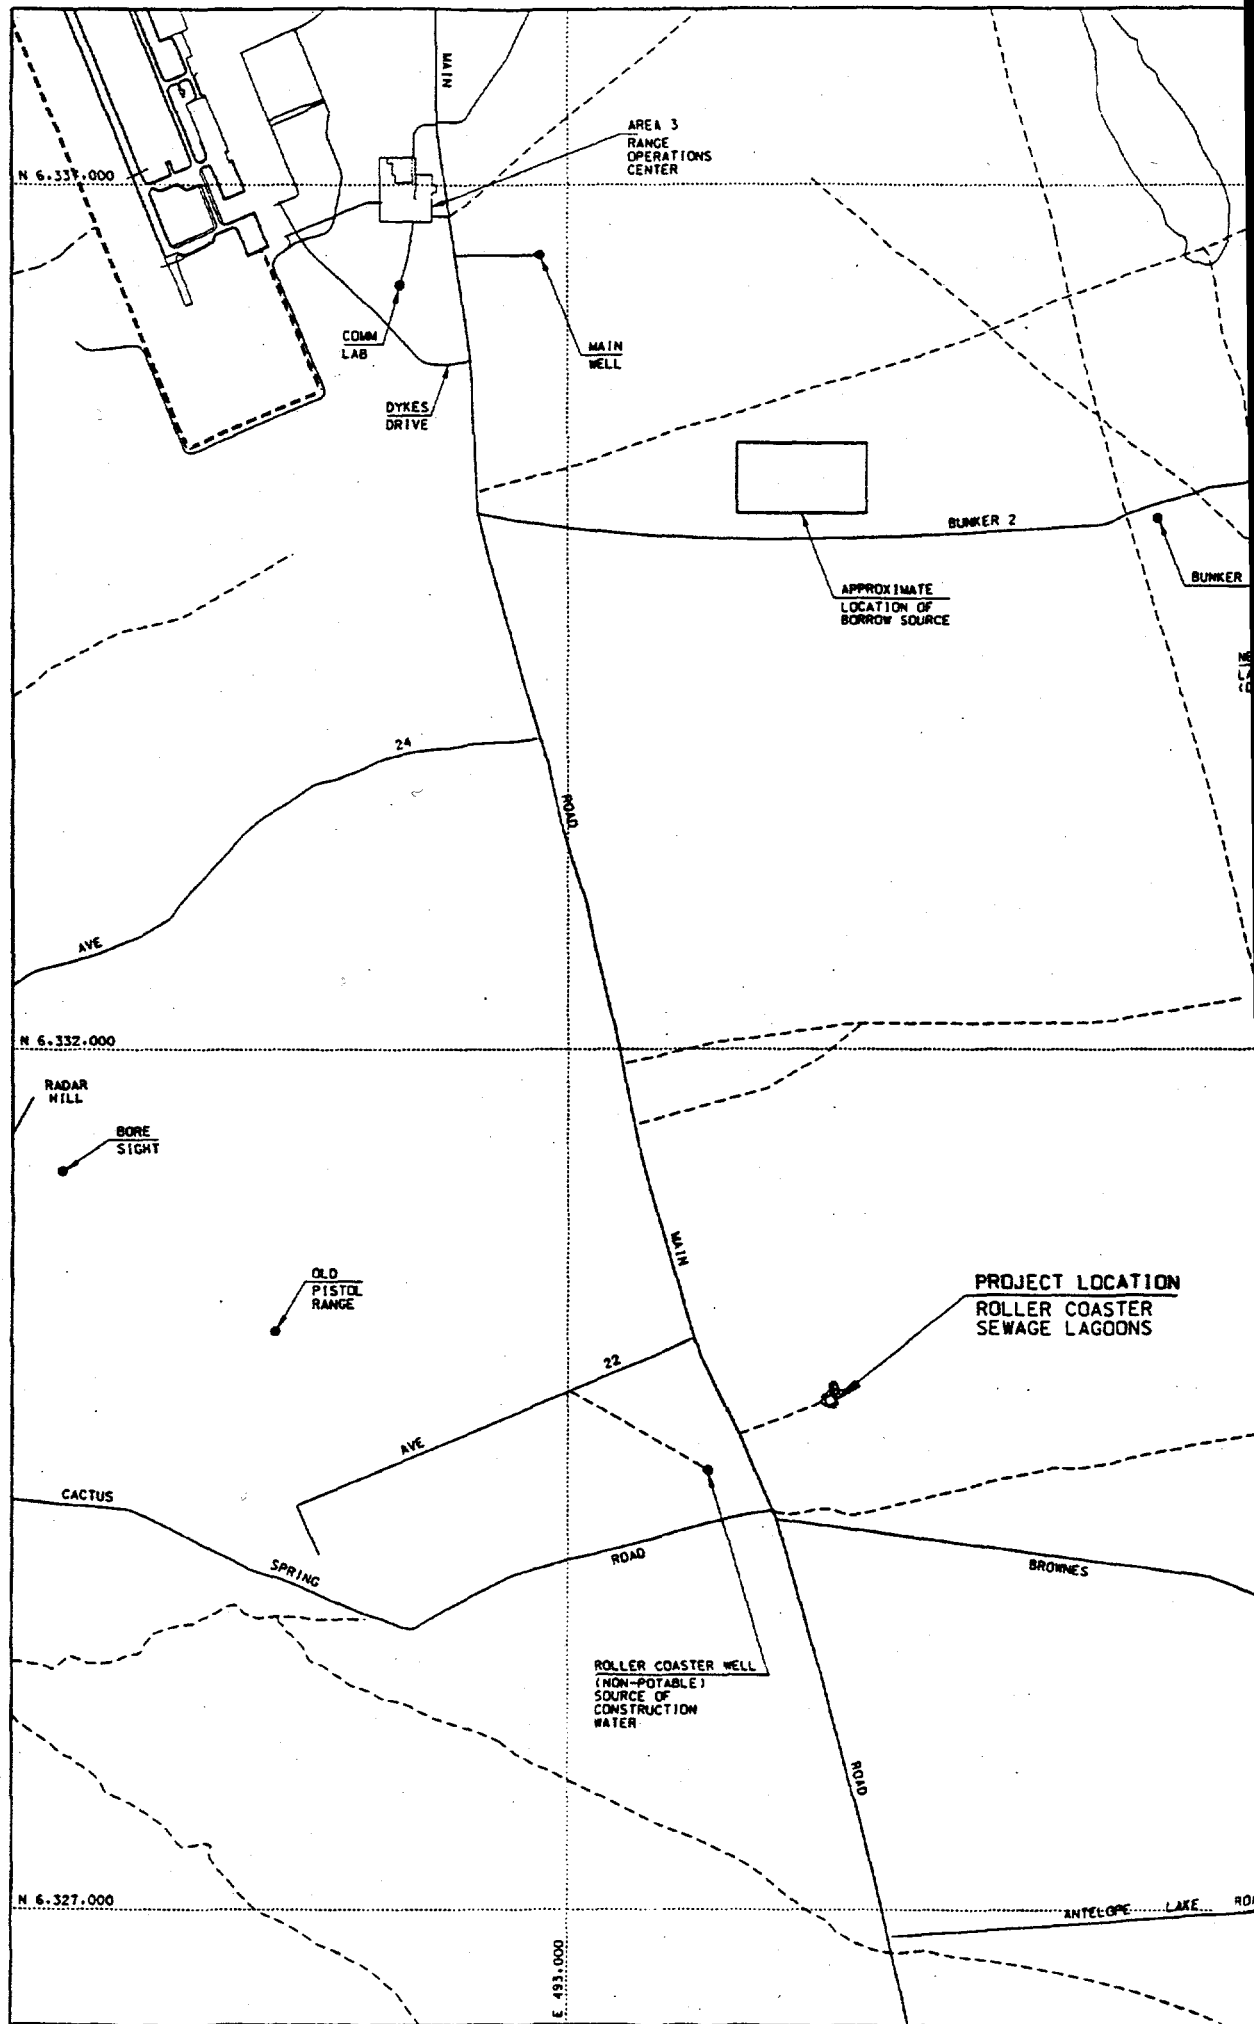 MAIN
AREA 3
RANGE
OPERATIONS
CENTER
N 6.337.000
COMM
LAB
MAIN
WELL
DYKES
DRIVE
BUNKER 2
APPROXIMATE
LOCATION OF
BORROW SOURCE
BUNKER
24
ROAD
AVE
N 6.332.000
RADAR
HILL
BORE
SIGHT
MAIN
OLD
PISTOL
RANGE
PROJECT LOCATION
ROLLER COASTER
SEWAGE LAGOONS
22
AVE
CACTUS
SPRING
ROAD
BROWNES
ROLLER COASTER WELL
(NON-POTABLE)
SOURCE OF
CONSTRUCTION
WATER
ROAD
N 6.327.000
ANTELOPE LAKE
E 493.000